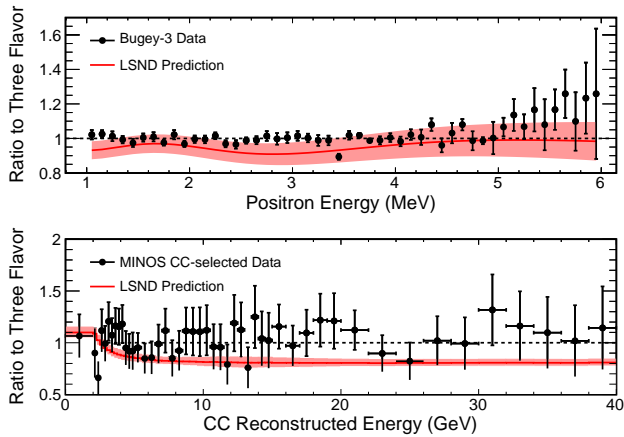 Ratio to Three Flavor
1.6
1.4
1.2
1
0.8
Bugey-3 Data
LSND Prediction
1 2 3 4 5 6
Positron Energy (MeV)
Ratio to Three Flavor
2
1.5
1
0.5
MINOS CC-selected Data
LSND Prediction
0 10 20 30 40
CC Reconstructed Energy (GeV)